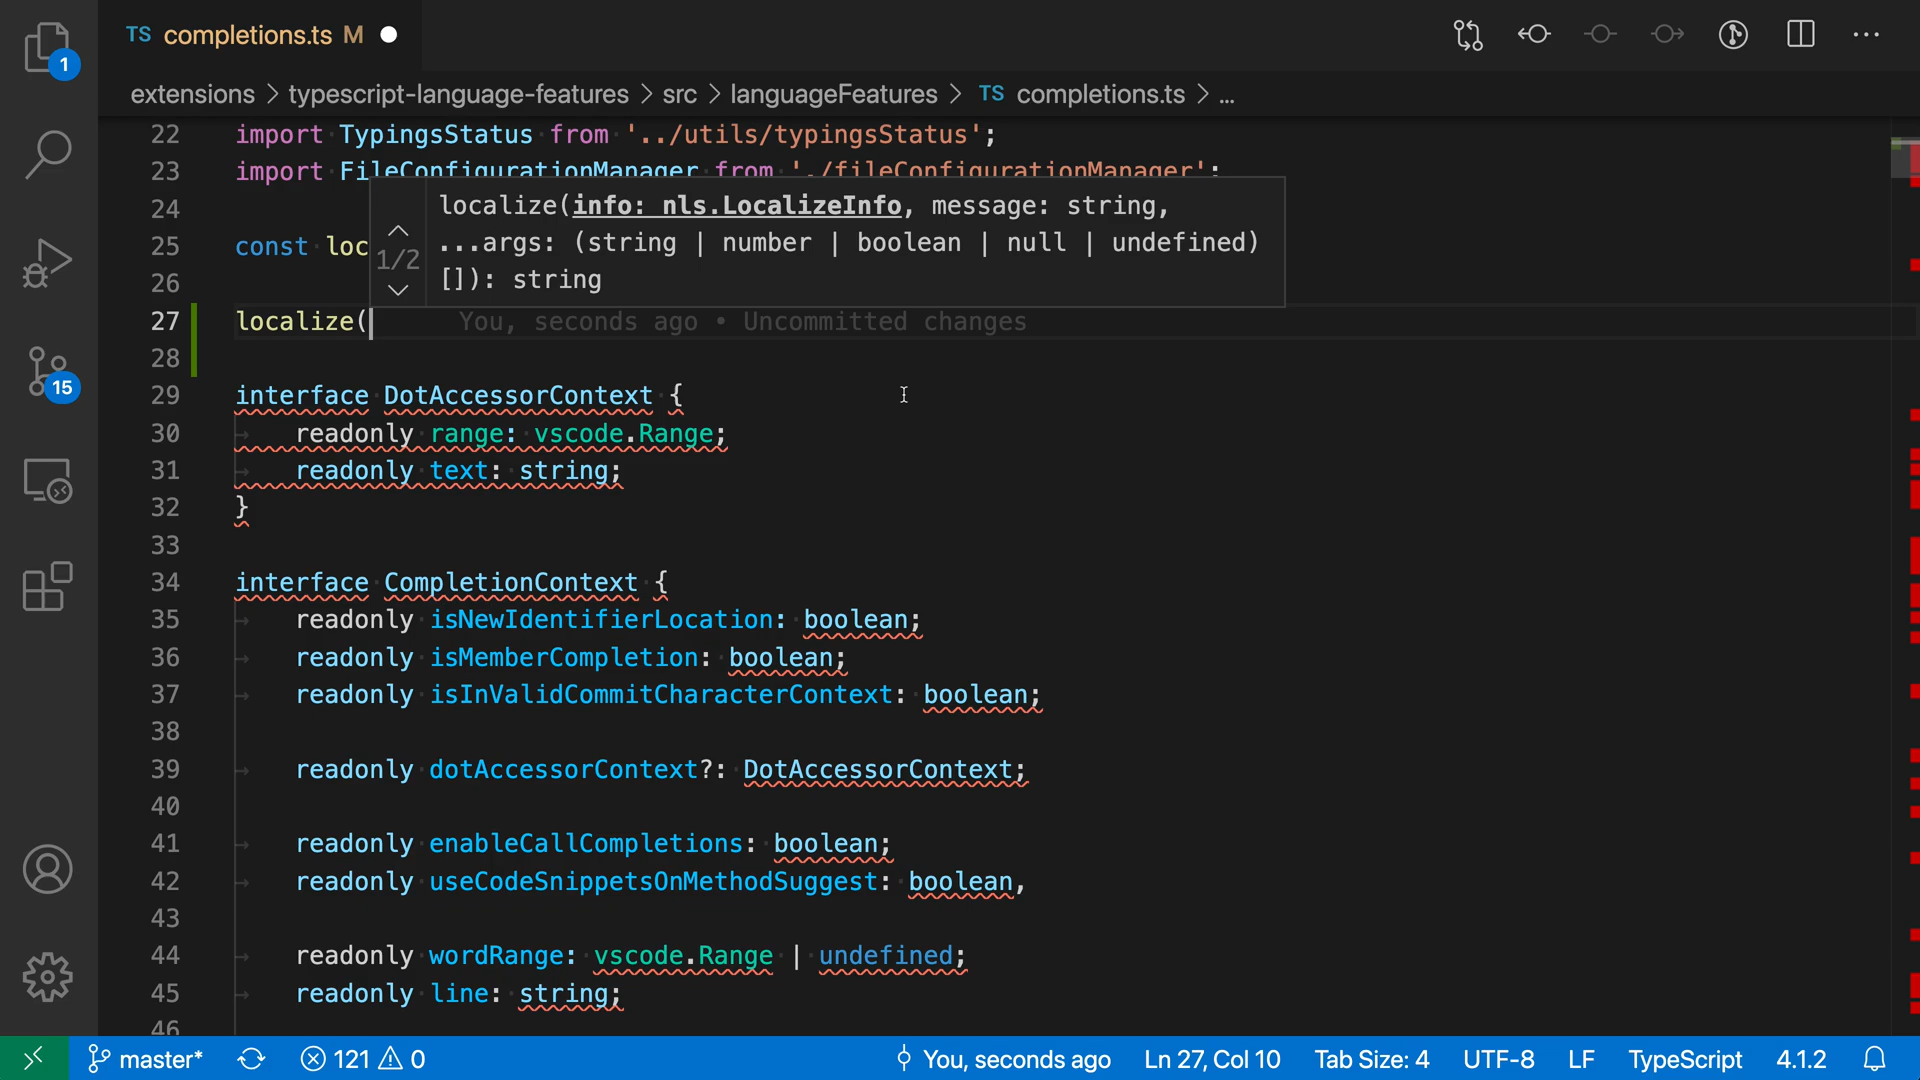 TS completions.ts M
1
extensions > typescript-language-features > src > languageFeatures > TS completions.ts > ...
22 import TypingsStatus from '../utils/typingsStatus';
23 import FileConfigurationManager from './fileConfigurationManager';
24
localize(info: nls.LocalizeInfo, message: string,
...args: (string | number | boolean | null | undefined)
[]): string
1/2
25 const loc
26
27 localize( You, seconds ago • Uncommitted changes
28
15
29 interface DotAccessorContext {
30 readonly range: vscode.Range;
31 readonly text: string;
32 }
33
34 interface CompletionContext {
35 readonly isNewIdentifierLocation: boolean;
36 readonly isMemberCompletion: boolean;
37 readonly isInValidCommitCharacterContext: boolean;
38
39 readonly dotAccessorContext?: DotAccessorContext;
40
41 readonly enableCallCompletions: boolean;
42 readonly useCodeSnippetsOnMethodSuggest: boolean,
43
44 readonly wordRange: vscode.Range | undefined;
45 readonly line: string;
46
master* 121 0 You, seconds ago Ln 27, Col 10 Tab Size: 4 UTF-8 LF TypeScript 4.1.2